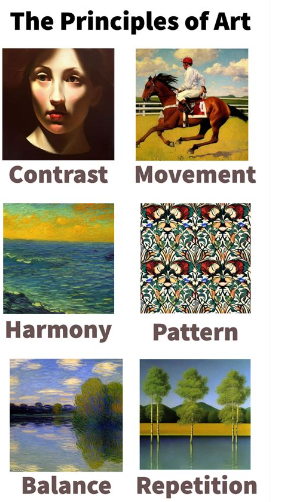 The Principles of Art
Contrast
Movement
Harmony
Pattern
Balance
Repetition